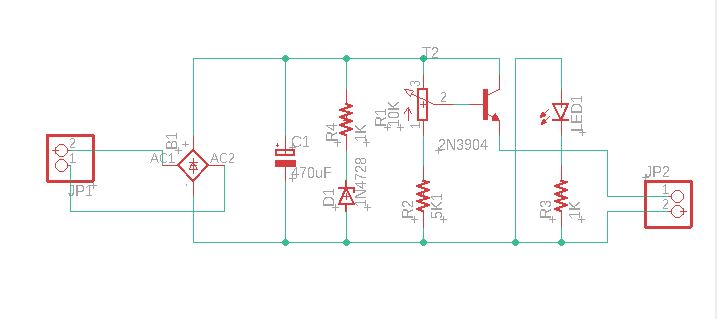 T2
3
R1
10K
2
1
2N3904
LED1
R4
1K
C1
470uF
B1
AC1
AC2
2
1
JP1
D1
1N4728
R2
5K1
R3
1K
JP2
1
2